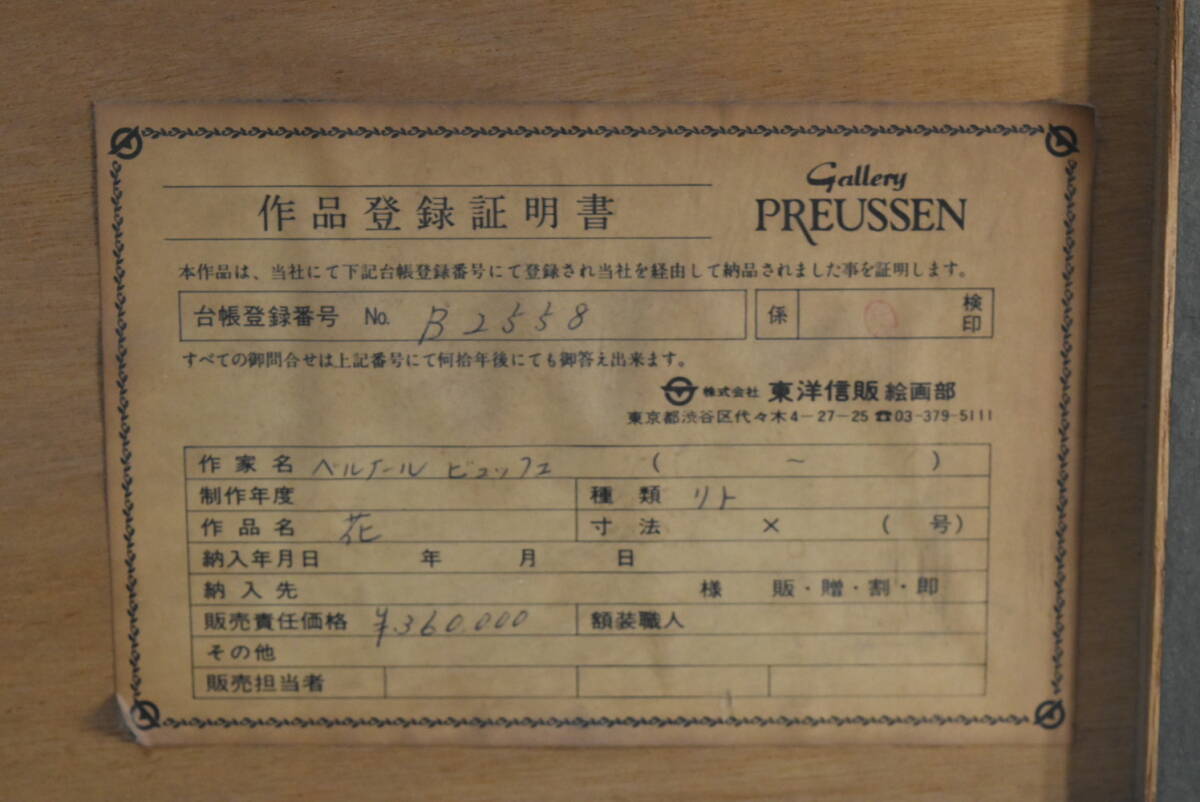 Gallery
PREUSSEN
作品登録証明書
本作品は、当社にて下記台帳登録番号にて登録され当社を経由して納品されました事を証明します。
台帳登録番号 No. B2558 係 検印
すべての御問合せは上記番号にて何拾年後にても御答え出来ます。
株式会社 東洋信販 絵画部
東京都渋谷区代々木4-27-25 ☎03-379-5111
作家名 ベルナール ビュッフェ ( ~ )
制作年度 種類 リト
作品名 花 寸法 × ( 号)
納入年月日 年 月 日
納入先 様 販・贈・割・即
販売責任価格 ¥360.000 額装職人
その他
販売担当者